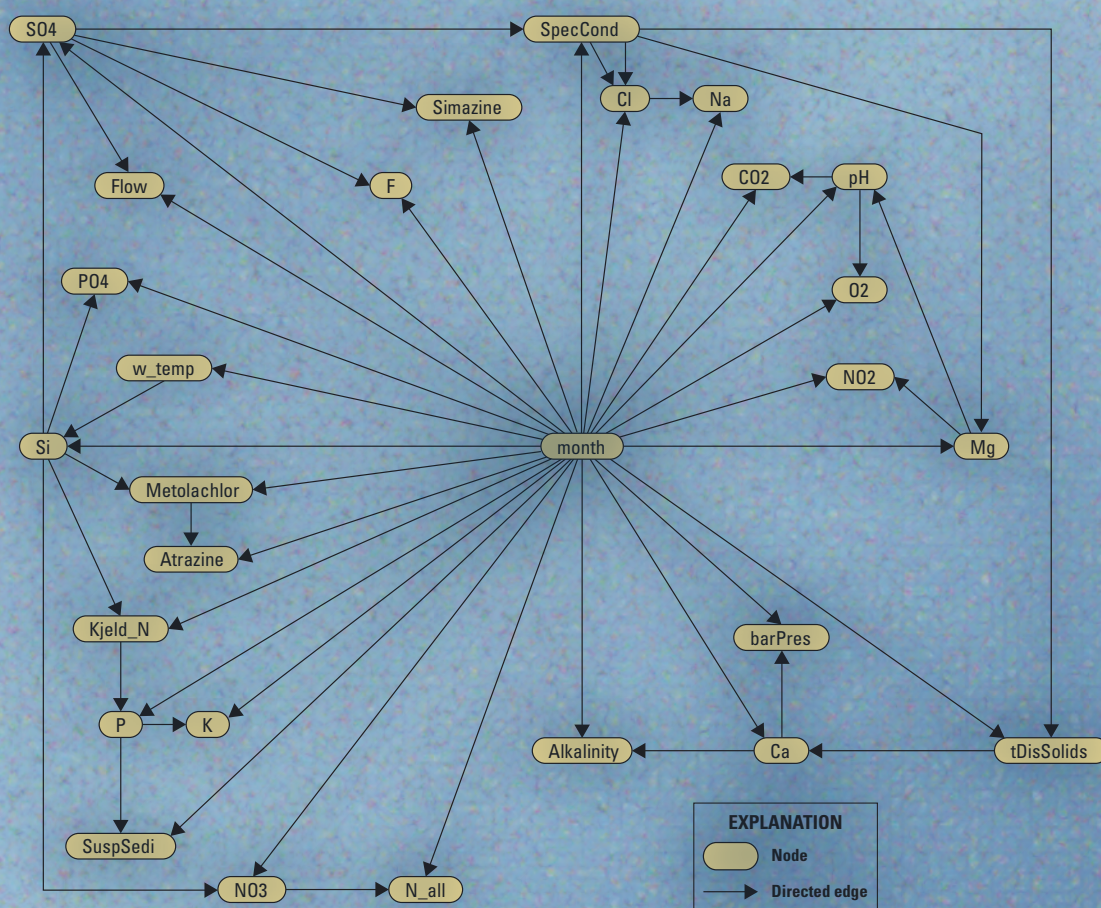 SO4
SpecCond
Simazine
Cl
Na
Flow
F
CO2
pH
PO4
O2
w_temp
NO2
Si
month
Mg
Metolachlor
Atrazine
Kjeld_N
barPres
P
K
Alkalinity
Ca
tDisSolids
SuspSedi
NO3
N_all
EXPLANATION
Node
Directed edge